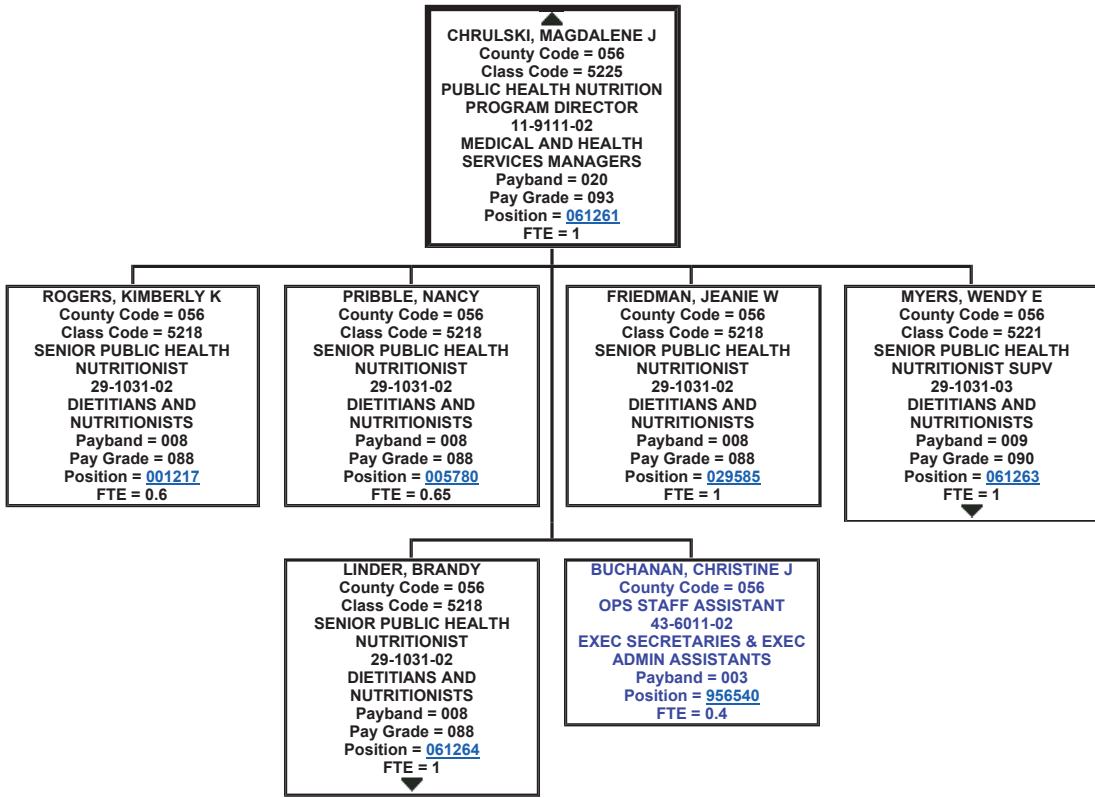 CHRULSKI, MAGDALENE J
County Code = 056
Class Code = 5225
PUBLIC HEALTH NUTRITION
PROGRAM DIRECTOR
11-9111-02
MEDICAL AND HEALTH
SERVICES MANAGERS
Payband = 020
Pay Grade = 093
Position = 061261
FTE = 1
ROGERS, KIMBERLY K
County Code = 056
Class Code = 5218
SENIOR PUBLIC HEALTH
NUTRITIONIST
29-1031-02
DIETITIANS AND
NUTRITIONISTS
Payband = 008
Pay Grade = 088
Position = 001217
FTE = 0.6
PRIBBLE, NANCY
County Code = 056
Class Code = 5218
SENIOR PUBLIC HEALTH
NUTRITIONIST
29-1031-02
DIETITIANS AND
NUTRITIONISTS
Payband = 008
Pay Grade = 088
Position = 005780
FTE = 0.65
FRIEDMAN, JEANIE W
County Code = 056
Class Code = 5218
SENIOR PUBLIC HEALTH
NUTRITIONIST
29-1031-02
DIETITIANS AND
NUTRITIONISTS
Payband = 008
Pay Grade = 088
Position = 029585
FTE = 1
MYERS, WENDY E
County Code = 056
Class Code = 5221
SENIOR PUBLIC HEALTH
NUTRITIONIST SUPV
29-1031-03
DIETITIANS AND
NUTRITIONISTS
Payband = 009
Pay Grade = 090
Position = 061263
FTE = 1
LINDER, BRANDY
County Code = 056
Class Code = 5218
SENIOR PUBLIC HEALTH
NUTRITIONIST
29-1031-02
DIETITIANS AND
NUTRITIONISTS
Payband = 008
Pay Grade = 088
Position = 061264
FTE = 1
BUCHANAN, CHRISTINE J
County Code = 056
OPS STAFF ASSISTANT
43-6011-02
EXEC SECRETARIES & EXEC
ADMIN ASSISTANTS
Payband = 003
Position = 956540
FTE = 0.4